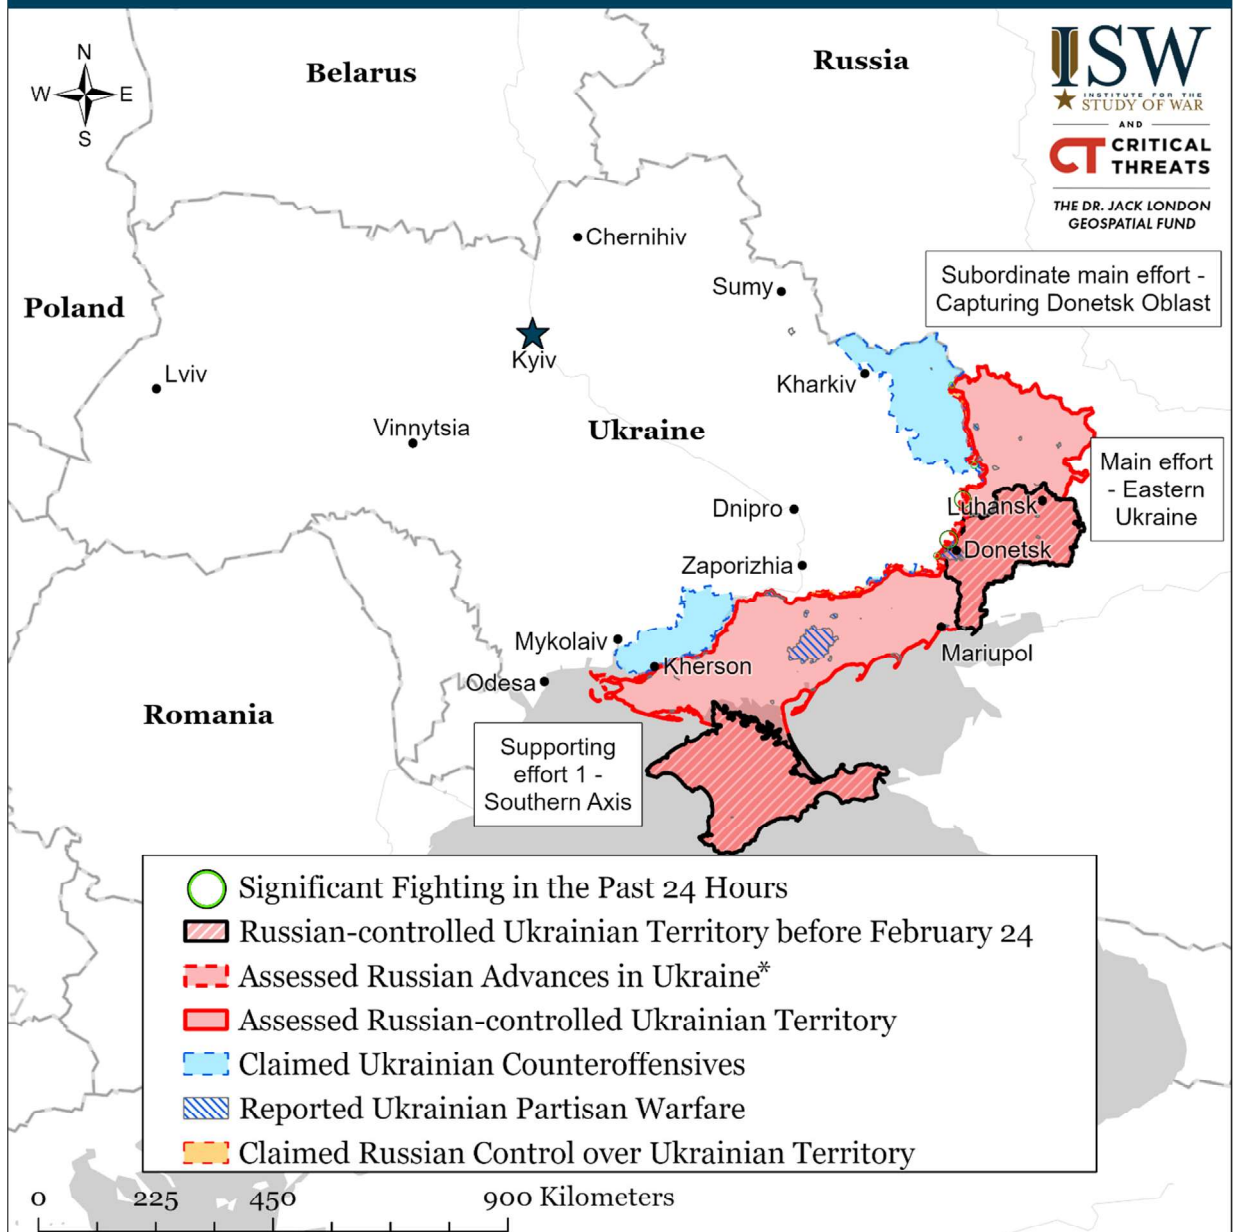 N
W E
S
Belarus
Russia
ISW
INSTITUTE FOR THE
STUDY OF WAR
AND
CT CRITICAL
THREATS
THE DR. JACK LONDON
GEOSPATIAL FUND
Chernihiv
Subordinate main effort -
Capturing Donetsk Oblast
Sumy
Poland
Kyiv
Lviv
Kharkiv
Vinnytsia
Ukraine
Main effort
- Eastern
Ukraine
Luhansk
Dnipro
Donetsk
Zaporizhia
Mykolaiv
Mariupol
Kherson
Odesa
Romania
Supporting
effort 1 -
Southern Axis
Significant Fighting in the Past 24 Hours
Russian-controlled Ukrainian Territory before February 24
Assessed Russian Advances in Ukraine*
Assessed Russian-controlled Ukrainian Territory
Claimed Ukrainian Counteroffensives
Reported Ukrainian Partisan Warfare
Claimed Russian Control over Ukrainian Territory
0 225 450 900 Kilometers